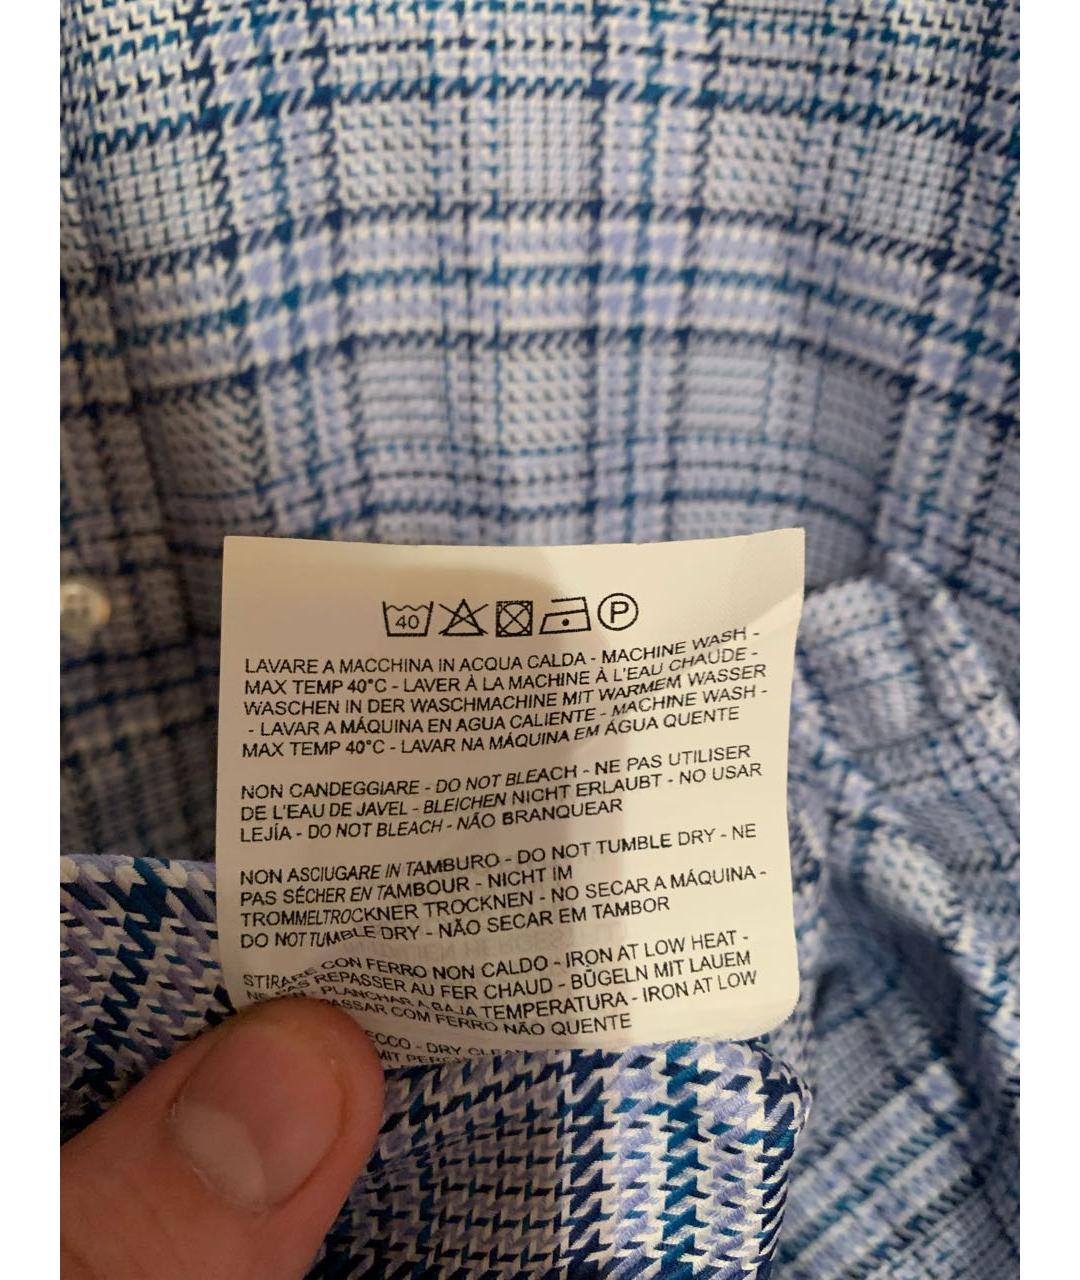 40 P
LAVARE A MACCHINA IN ACQUA CALDA - MACHINE WASH -
MAX TEMP 40°C - LAVER À LA MACHINE À L'EAU CHAUDE -
WASCHEN IN DER WASCHMACHINE MIT WARMEM WASSER
- LAVAR A MÁQUINA EN AGUA CALIENTE - MACHINE WASH -
MAX TEMP 40°C - LAVAR NA MÁQUINA EM ÁGUA QUENTE
NON CANDEGGIARE - DO NOT BLEACH - NE PAS UTILISER
DE L'EAU DE JAVEL - BLEICHEN NICHT ERLAUBT - NO USAR
LEJÍA - DO NOT BLEACH - NÃO BRANQUEAR
NON ASCIUGARE IN TAMBURO - DO NOT TUMBLE DRY - NE
PAS SÉCHER EN TAMBOUR - NICHT IM
TROMMELTROCKNER TROCKNEN - NO SECAR A MÁQUINA -
DO NOT TUMBLE DRY - NÃO SECAR EM TAMBOR
STIRARE CON FERRO NON CALDO - IRON AT LOW HEAT -
NE PAS REPASSER AU FER CHAUD - BÜGELN MIT LAUEM
PLANCHAR A BAJA TEMPERATURA - IRON AT LOW
PASSAR COM FERRO NÃO QUENTE
ECCO - DRY CLEAN
MIT